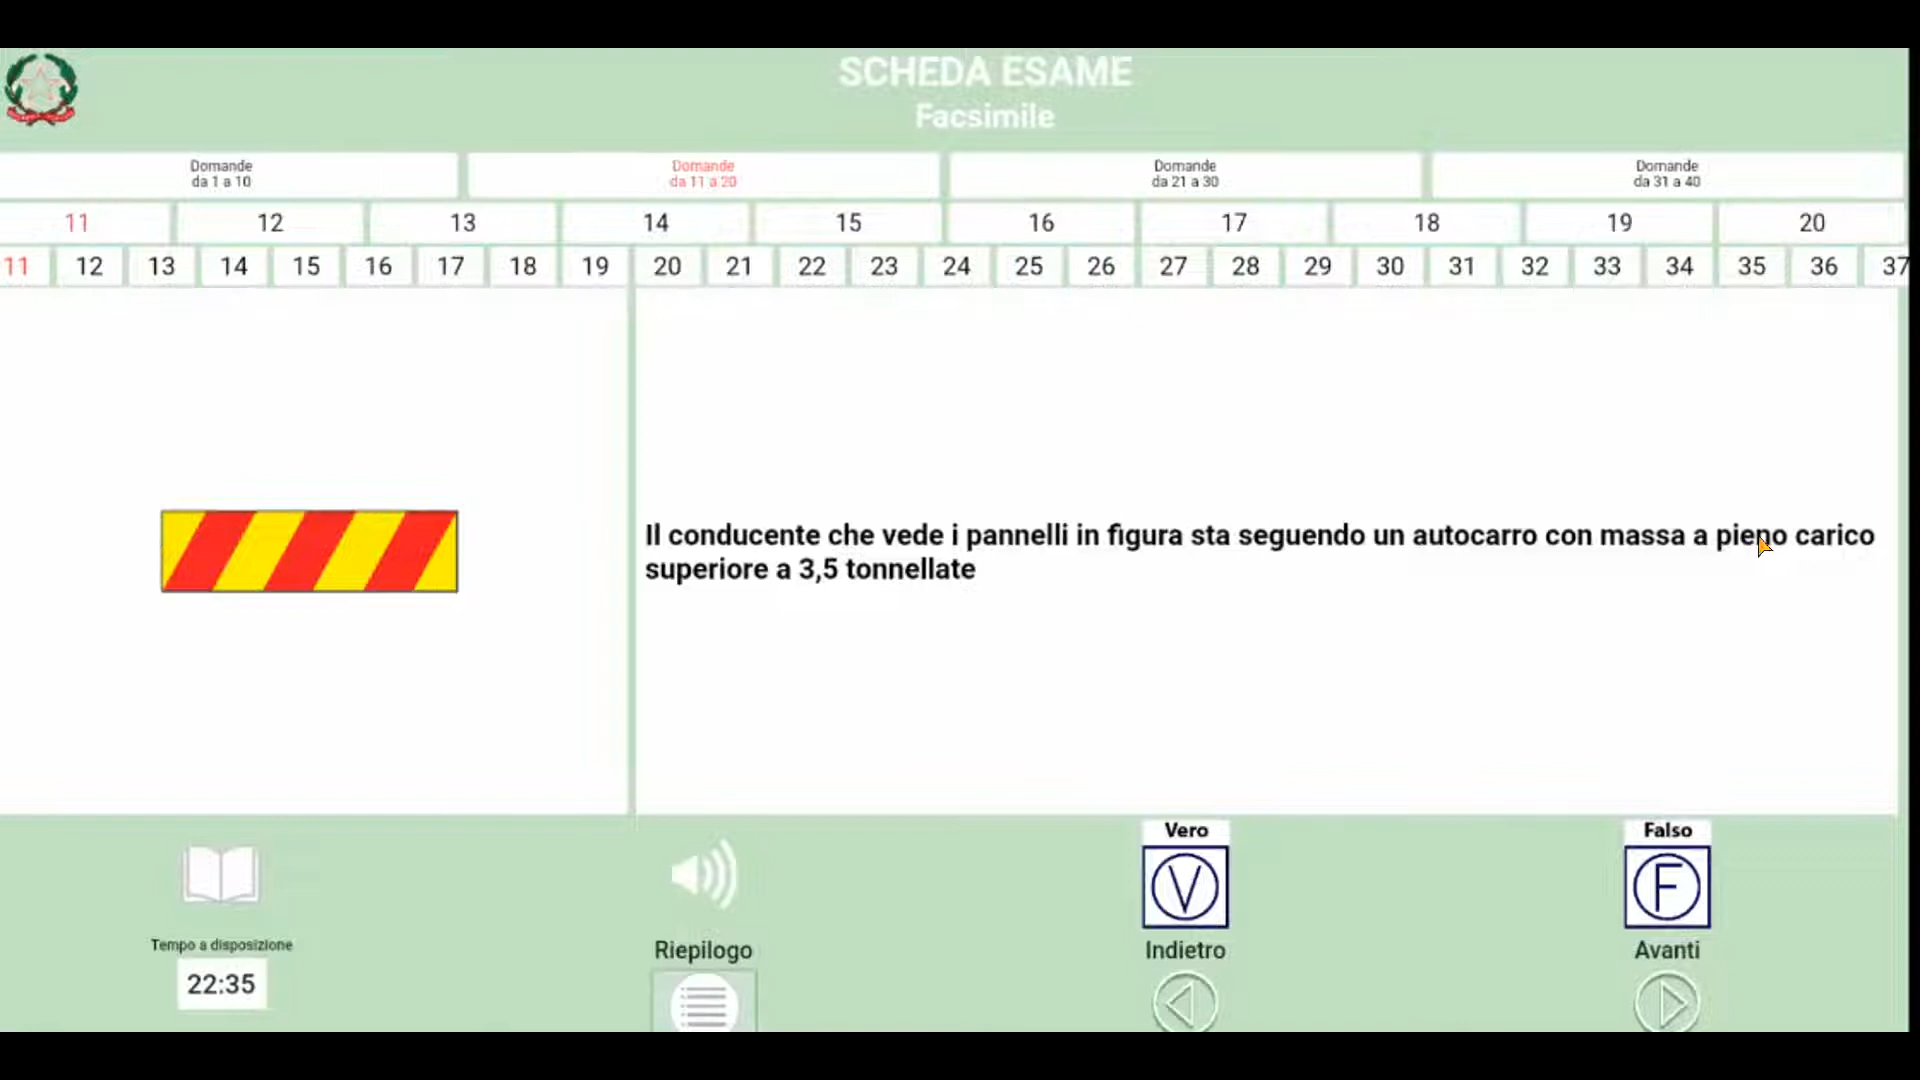 SCHEDA ESAME
Facsimile
Domande
da 1 a 10
Domande
da 11 a 20
Domande
da 21 a 30
Domande
da 31 a 40
11 12 13 14 15 16 17 18 19 20
11 12 13 14 15 16 17 18 19 20 21 22 23 24 25 26 27 28 29 30 31 32 33 34 35 36 37
Il conducente che vede i pannelli in figura sta seguendo un autocarro con massa a pieno carico
superiore a 3,5 tonnellate
Vero
V
Falso
F
Tempo a disposizione
22:35
Riepilogo
Indietro
Avanti